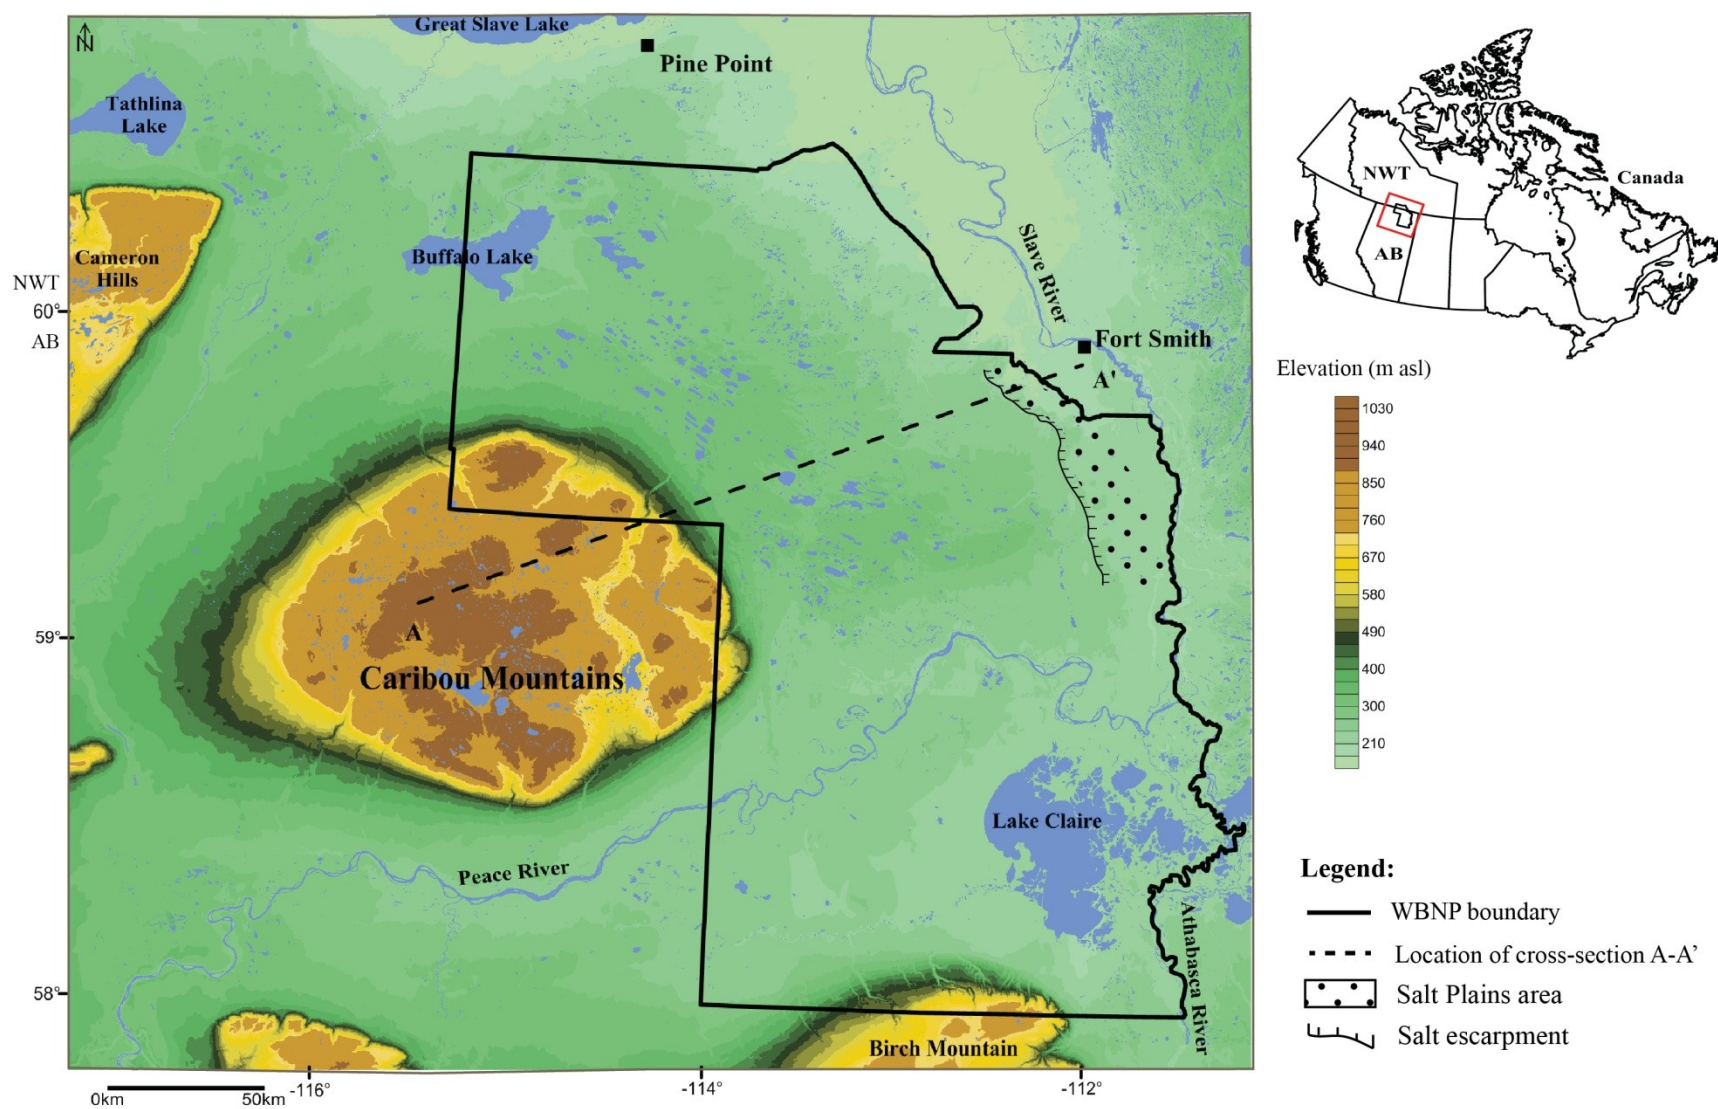 N
Great Slave Lake
Pine Point
Tathlina
Lake
Buffalo Lake
Cameron
Hills
NWT
60°
AB
Slave River
Fort Smith
A'
A
Caribou Mountains
59°
Lake Claire
Peace River
Athabasca River
58°
Birch Mountain
0km
50km
-116°
-114°
-112°
NWT
Canada
AB
Elevation (m asl)
1030
940
850
760
670
580
490
400
300
210
Legend:
WBNP boundary
Location of cross-section A-A’
Salt Plains area
Salt escarpment